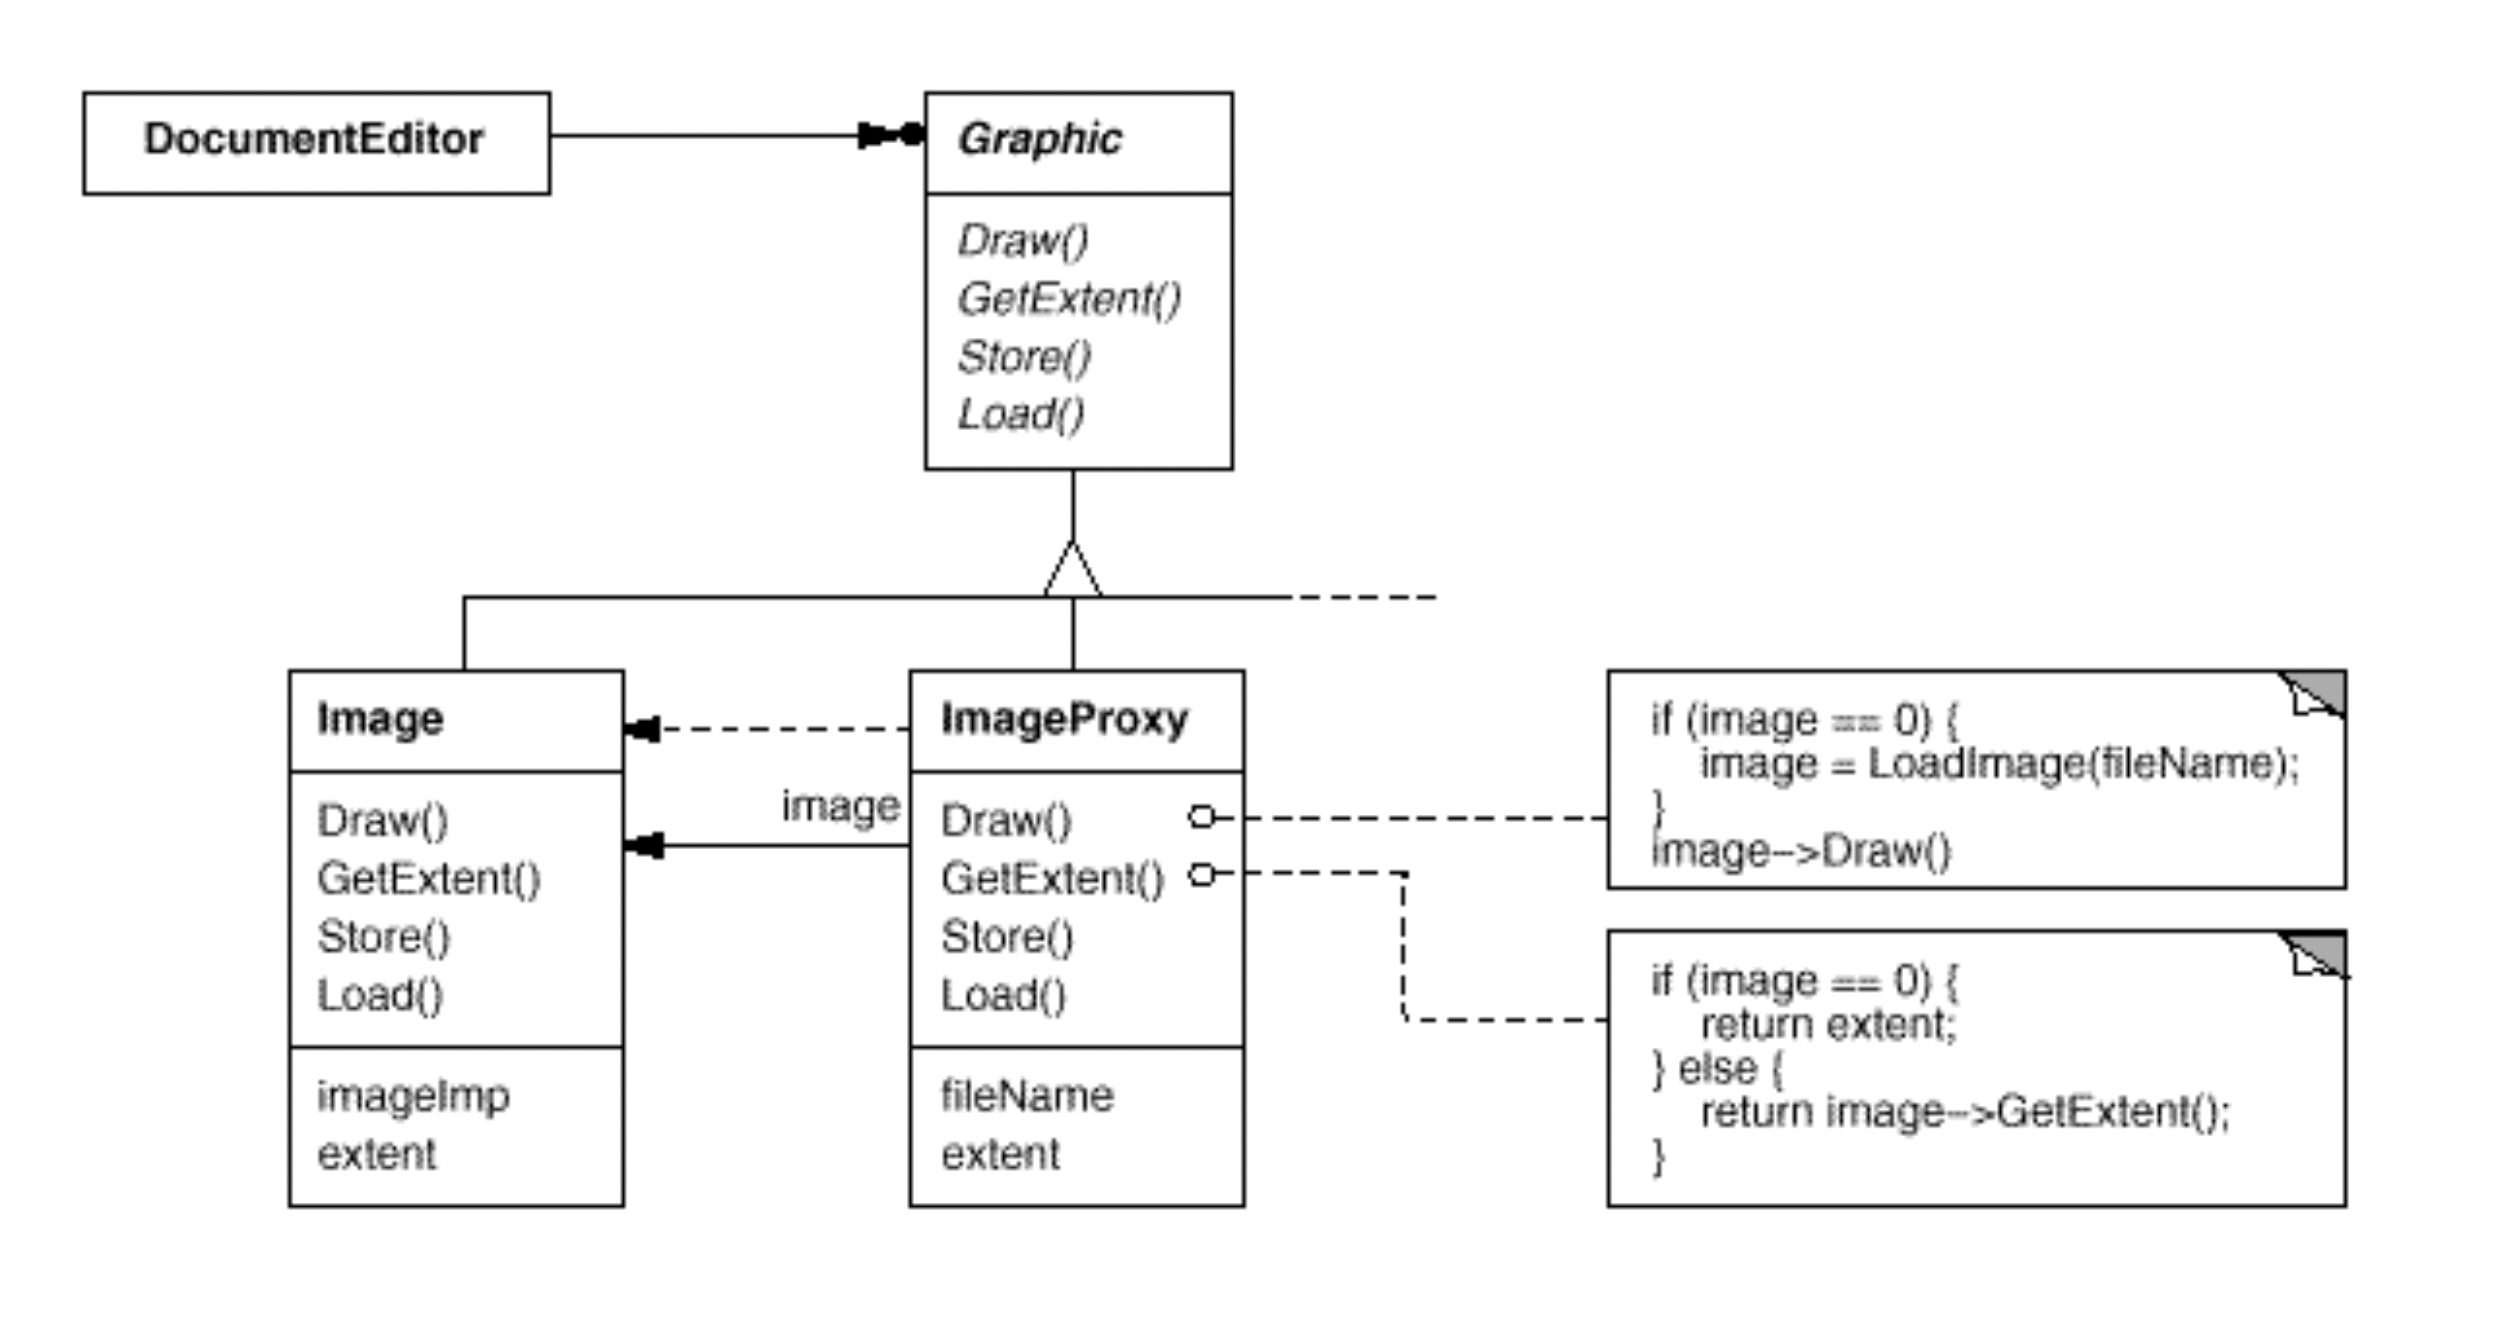 DocumentEditor
Graphic
Draw()
GetExtent()
Store()
Load()
Image
Draw()
GetExtent()
Store()
Load()
imageImp
extent
image
ImageProxy
Draw()
GetExtent()
Store()
Load()
fileName
extent
if (image == 0) {
image = LoadImage(fileName);
}
image->Draw()
if (image == 0) {
return extent;
} else {
return image->GetExtent();
}